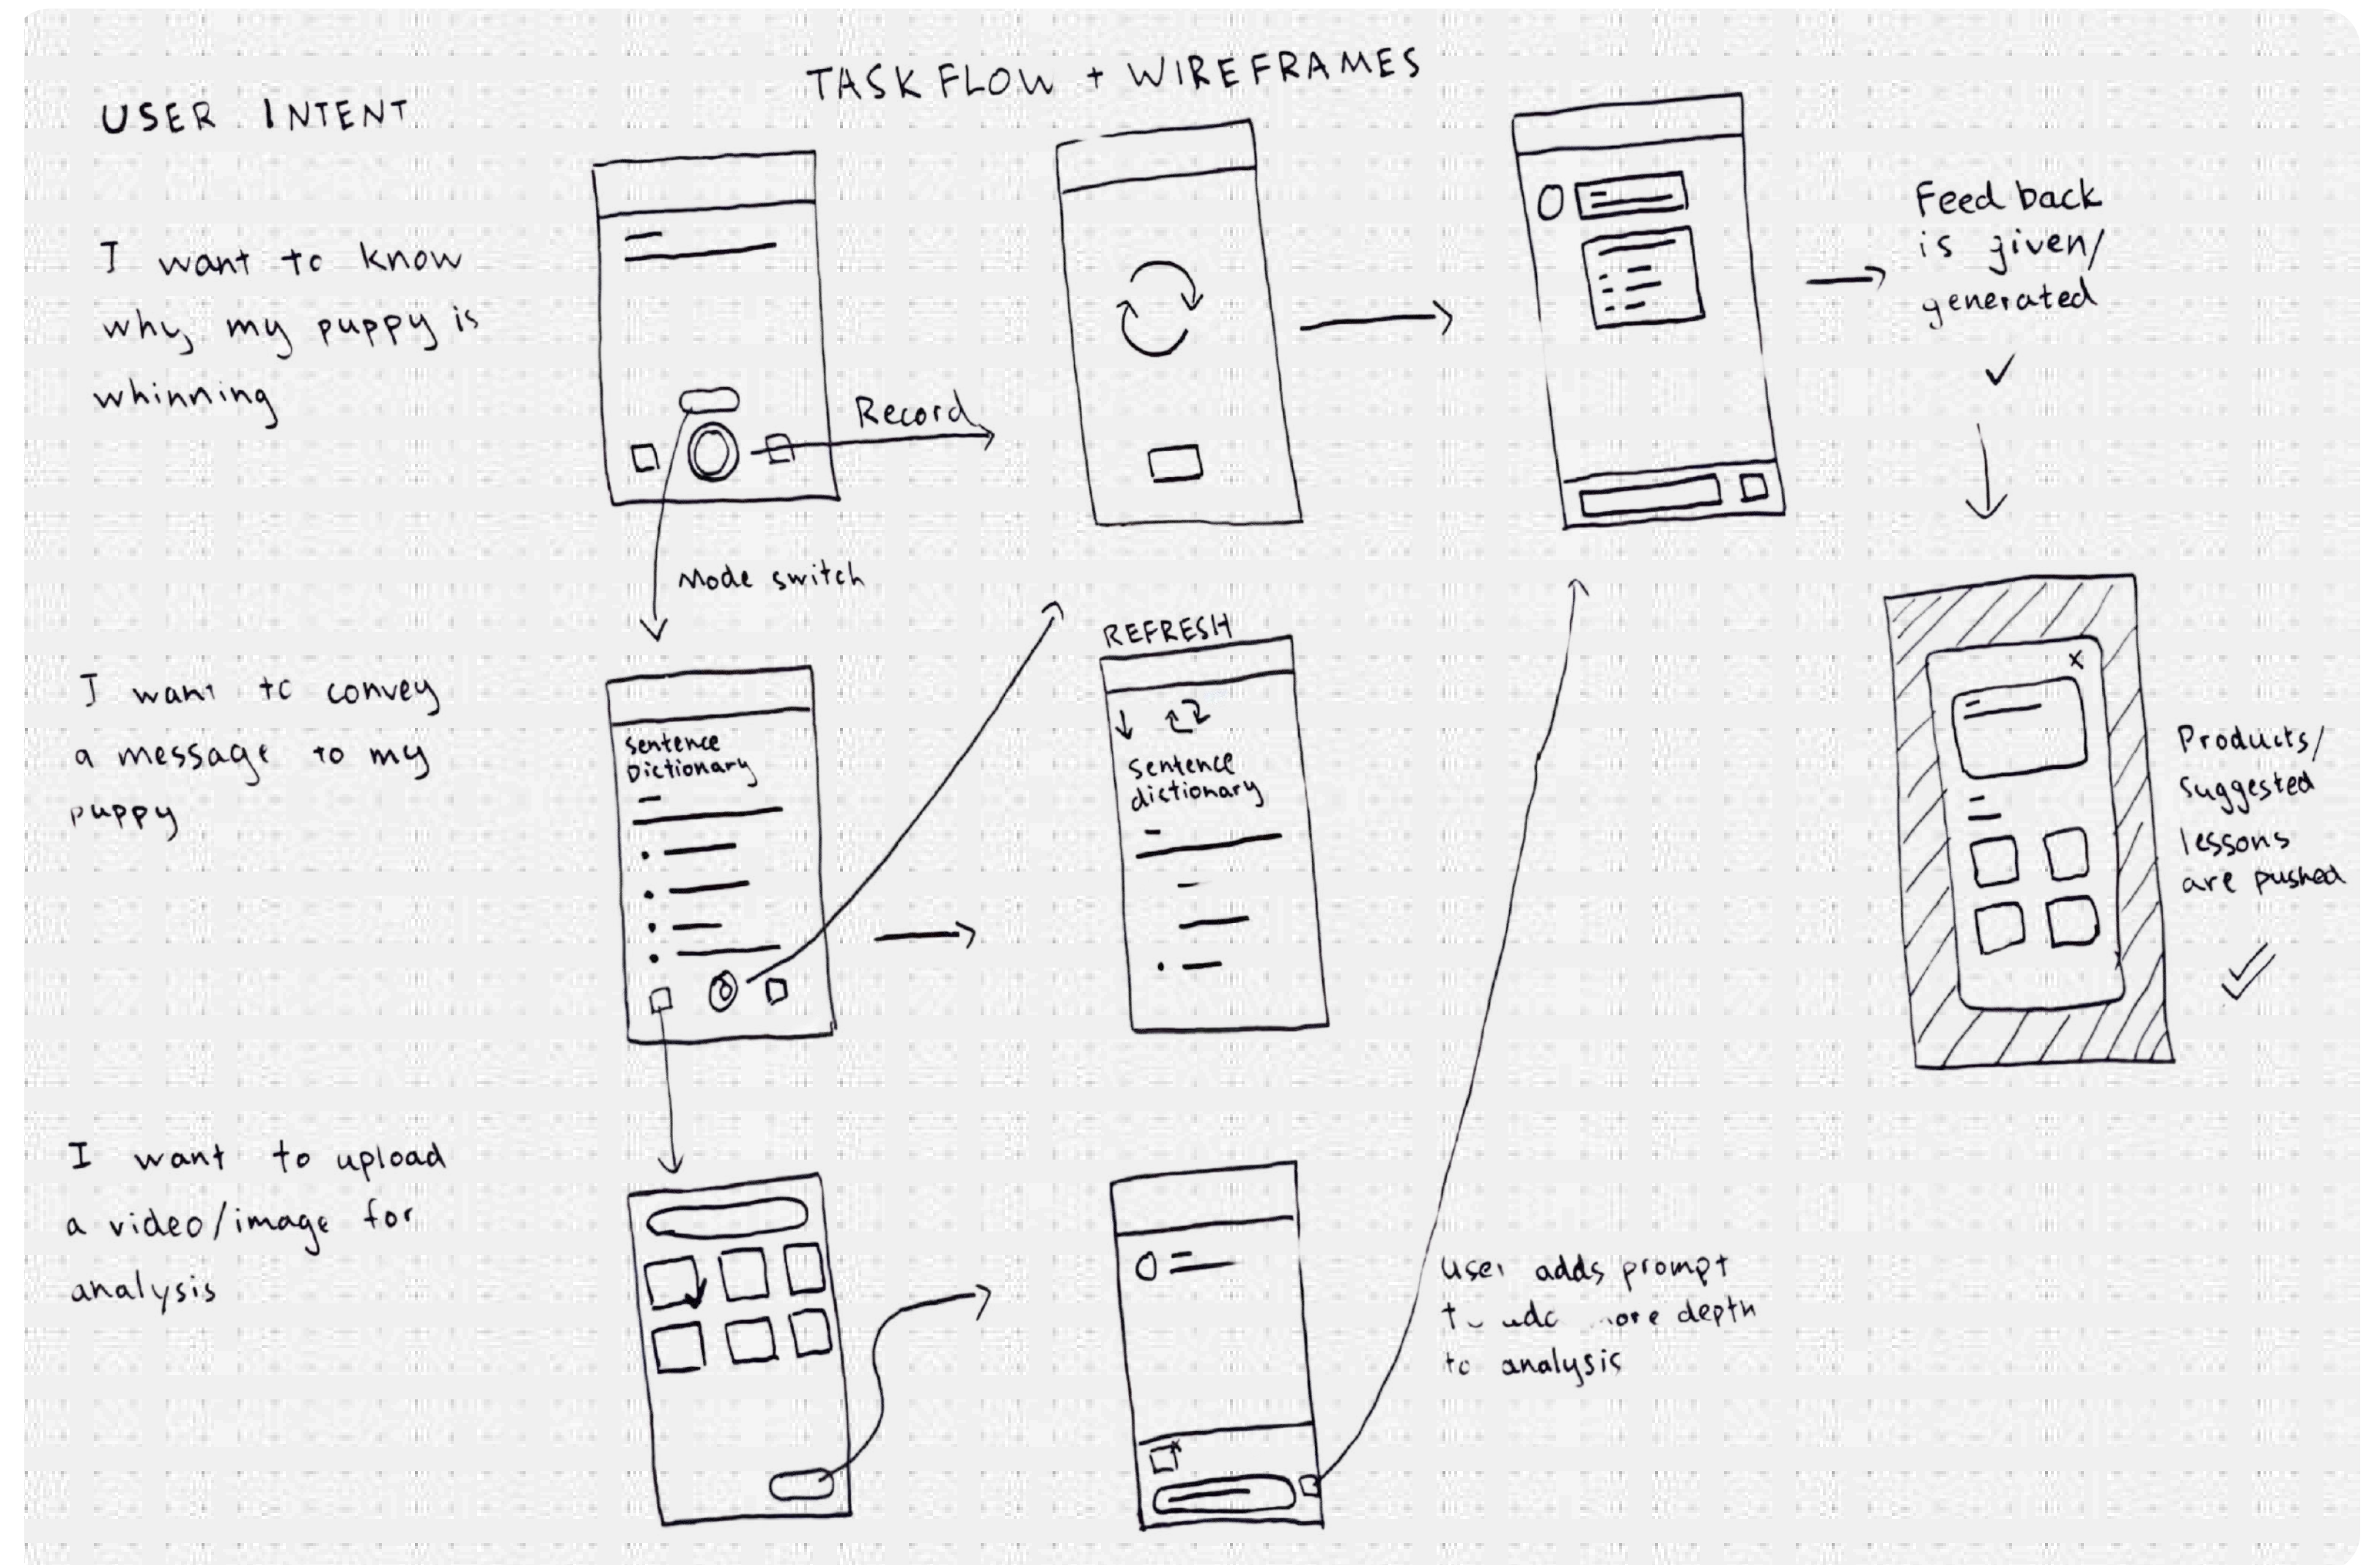 TASK FLOW + WIREFRAMES
USER INTENT
I want to know
why my puppy is
whinning
Record
Feed back
is given/
generated
Mode switch
I want to convey
a message to my
puppy
Sentence
Dictionary
REFRESH
Sentence
dictionary
X
Products/
suggested
lessons
are pushed
I want to upload
a video/image for
analysis
user adds prompt
to add more depth
to analysis